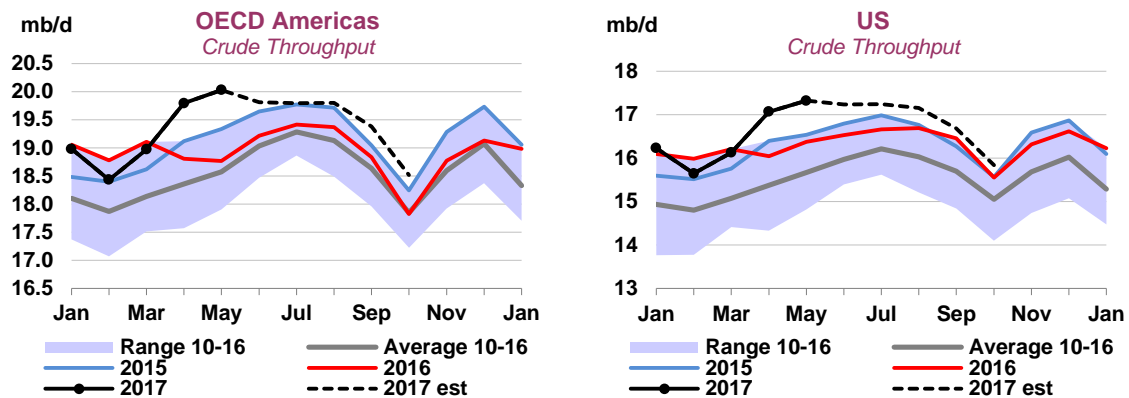 mb/d
OECD Americas
Crude Throughput
20.5
20.0
19.5
19.0
18.5
18.0
17.5
17.0
16.5
Jan Mar May Jul Sep Nov Jan
Range 10-16 Average 10-16
2015 2016
2017 2017 est
mb/d
US
Crude Throughput
18
17
16
15
14
13
Jan Mar May Jul Sep Nov Jan
Range 10-16 Average 10-16
2015 2016
2017 2017 est